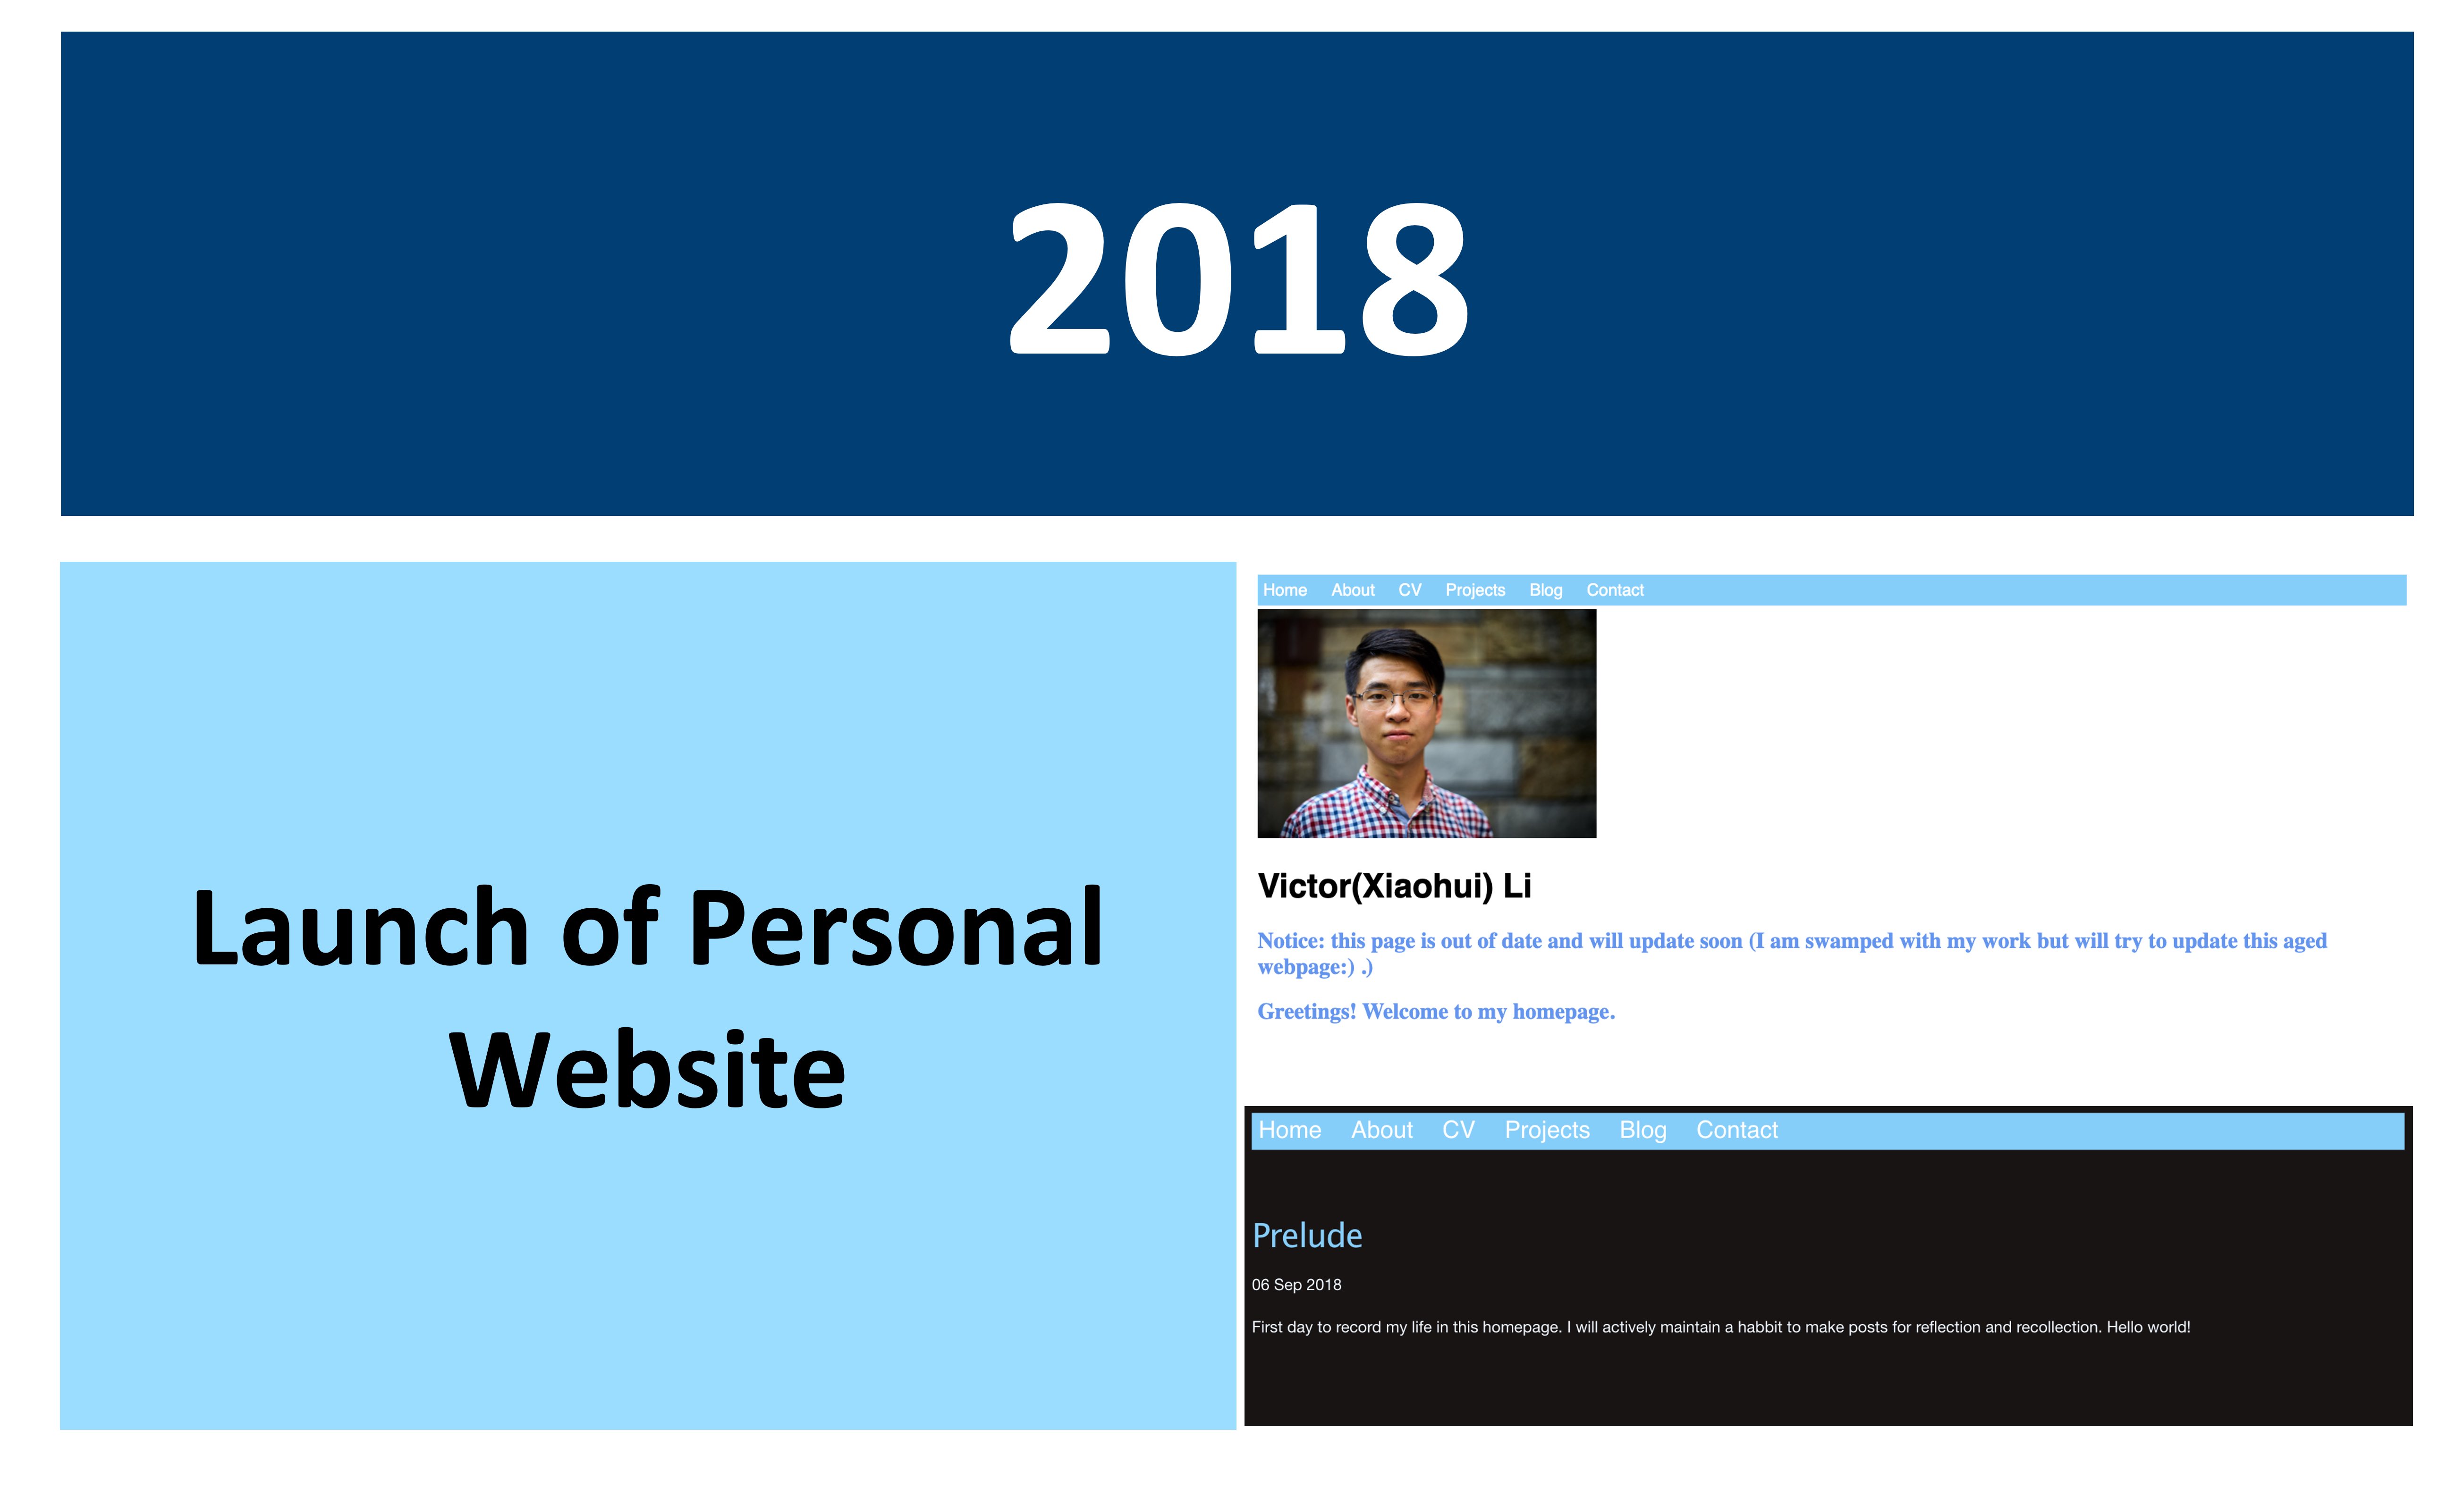 2018
Launch of Personal
Website
Home About CV Projects Blog Contact
Victor(Xiaohui) Li
Notice: this page is out of date and will update soon (I am swamped with my work but will try to update this aged
webpage:) .)
Greetings! Welcome to my homepage.
Home About CV Projects Blog Contact
Prelude
06 Sep 2018
First day to record my life in this homepage. I will actively maintain a habbit to make posts for reflection and recollection. Hello world!